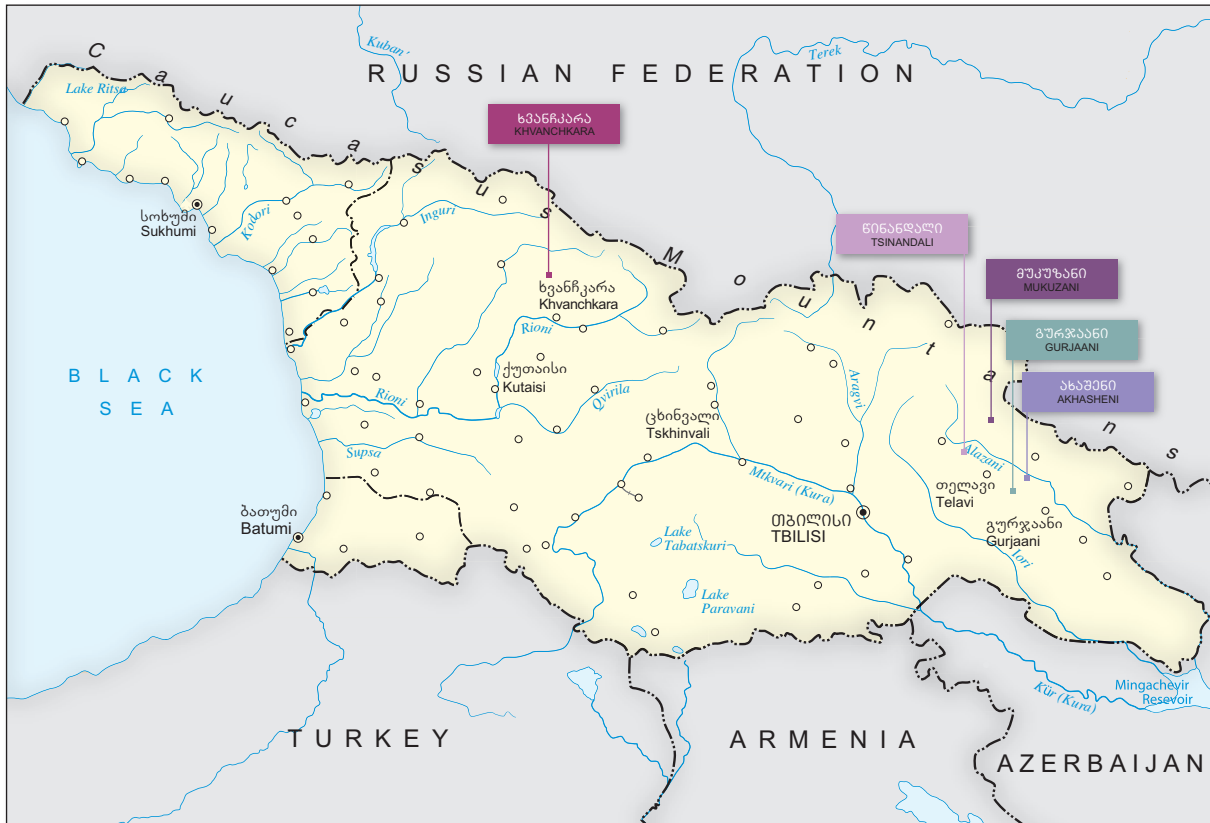 Caucasus Mountains
Kuban'
RUSSIAN FEDERATION
Terek
Lake Ritsa
ხვანჩკარა
KHVANCHKARA
სოხუმი
Sukhumi
Kodori
Inguri
წინანდალი
TSINANDALI
მუკუზანი
MUKUZANI
ხვანჩკარა
Khvanchkara
Rioni
გურჯაანი
GURJAANI
ახაშენი
AKHASHENI
BLACK
SEA
ქუთაისი
Kutaisi
Rioni
Qvirila
Aragvi
ცხინვალი
Tskhinvali
Supsa
Mtkvari (Kura)
Alazani
თელავი
Telavi
ბათუმი
Batumi
თბილისი
TBILISI
გურჯაანი
Gurjaani
Lake
Tabatskuri
Iori
Lake
Paravani
Kür (Kura)
Mingachevir
Resevoir
TURKEY
ARMENIA
AZERBAIJAN